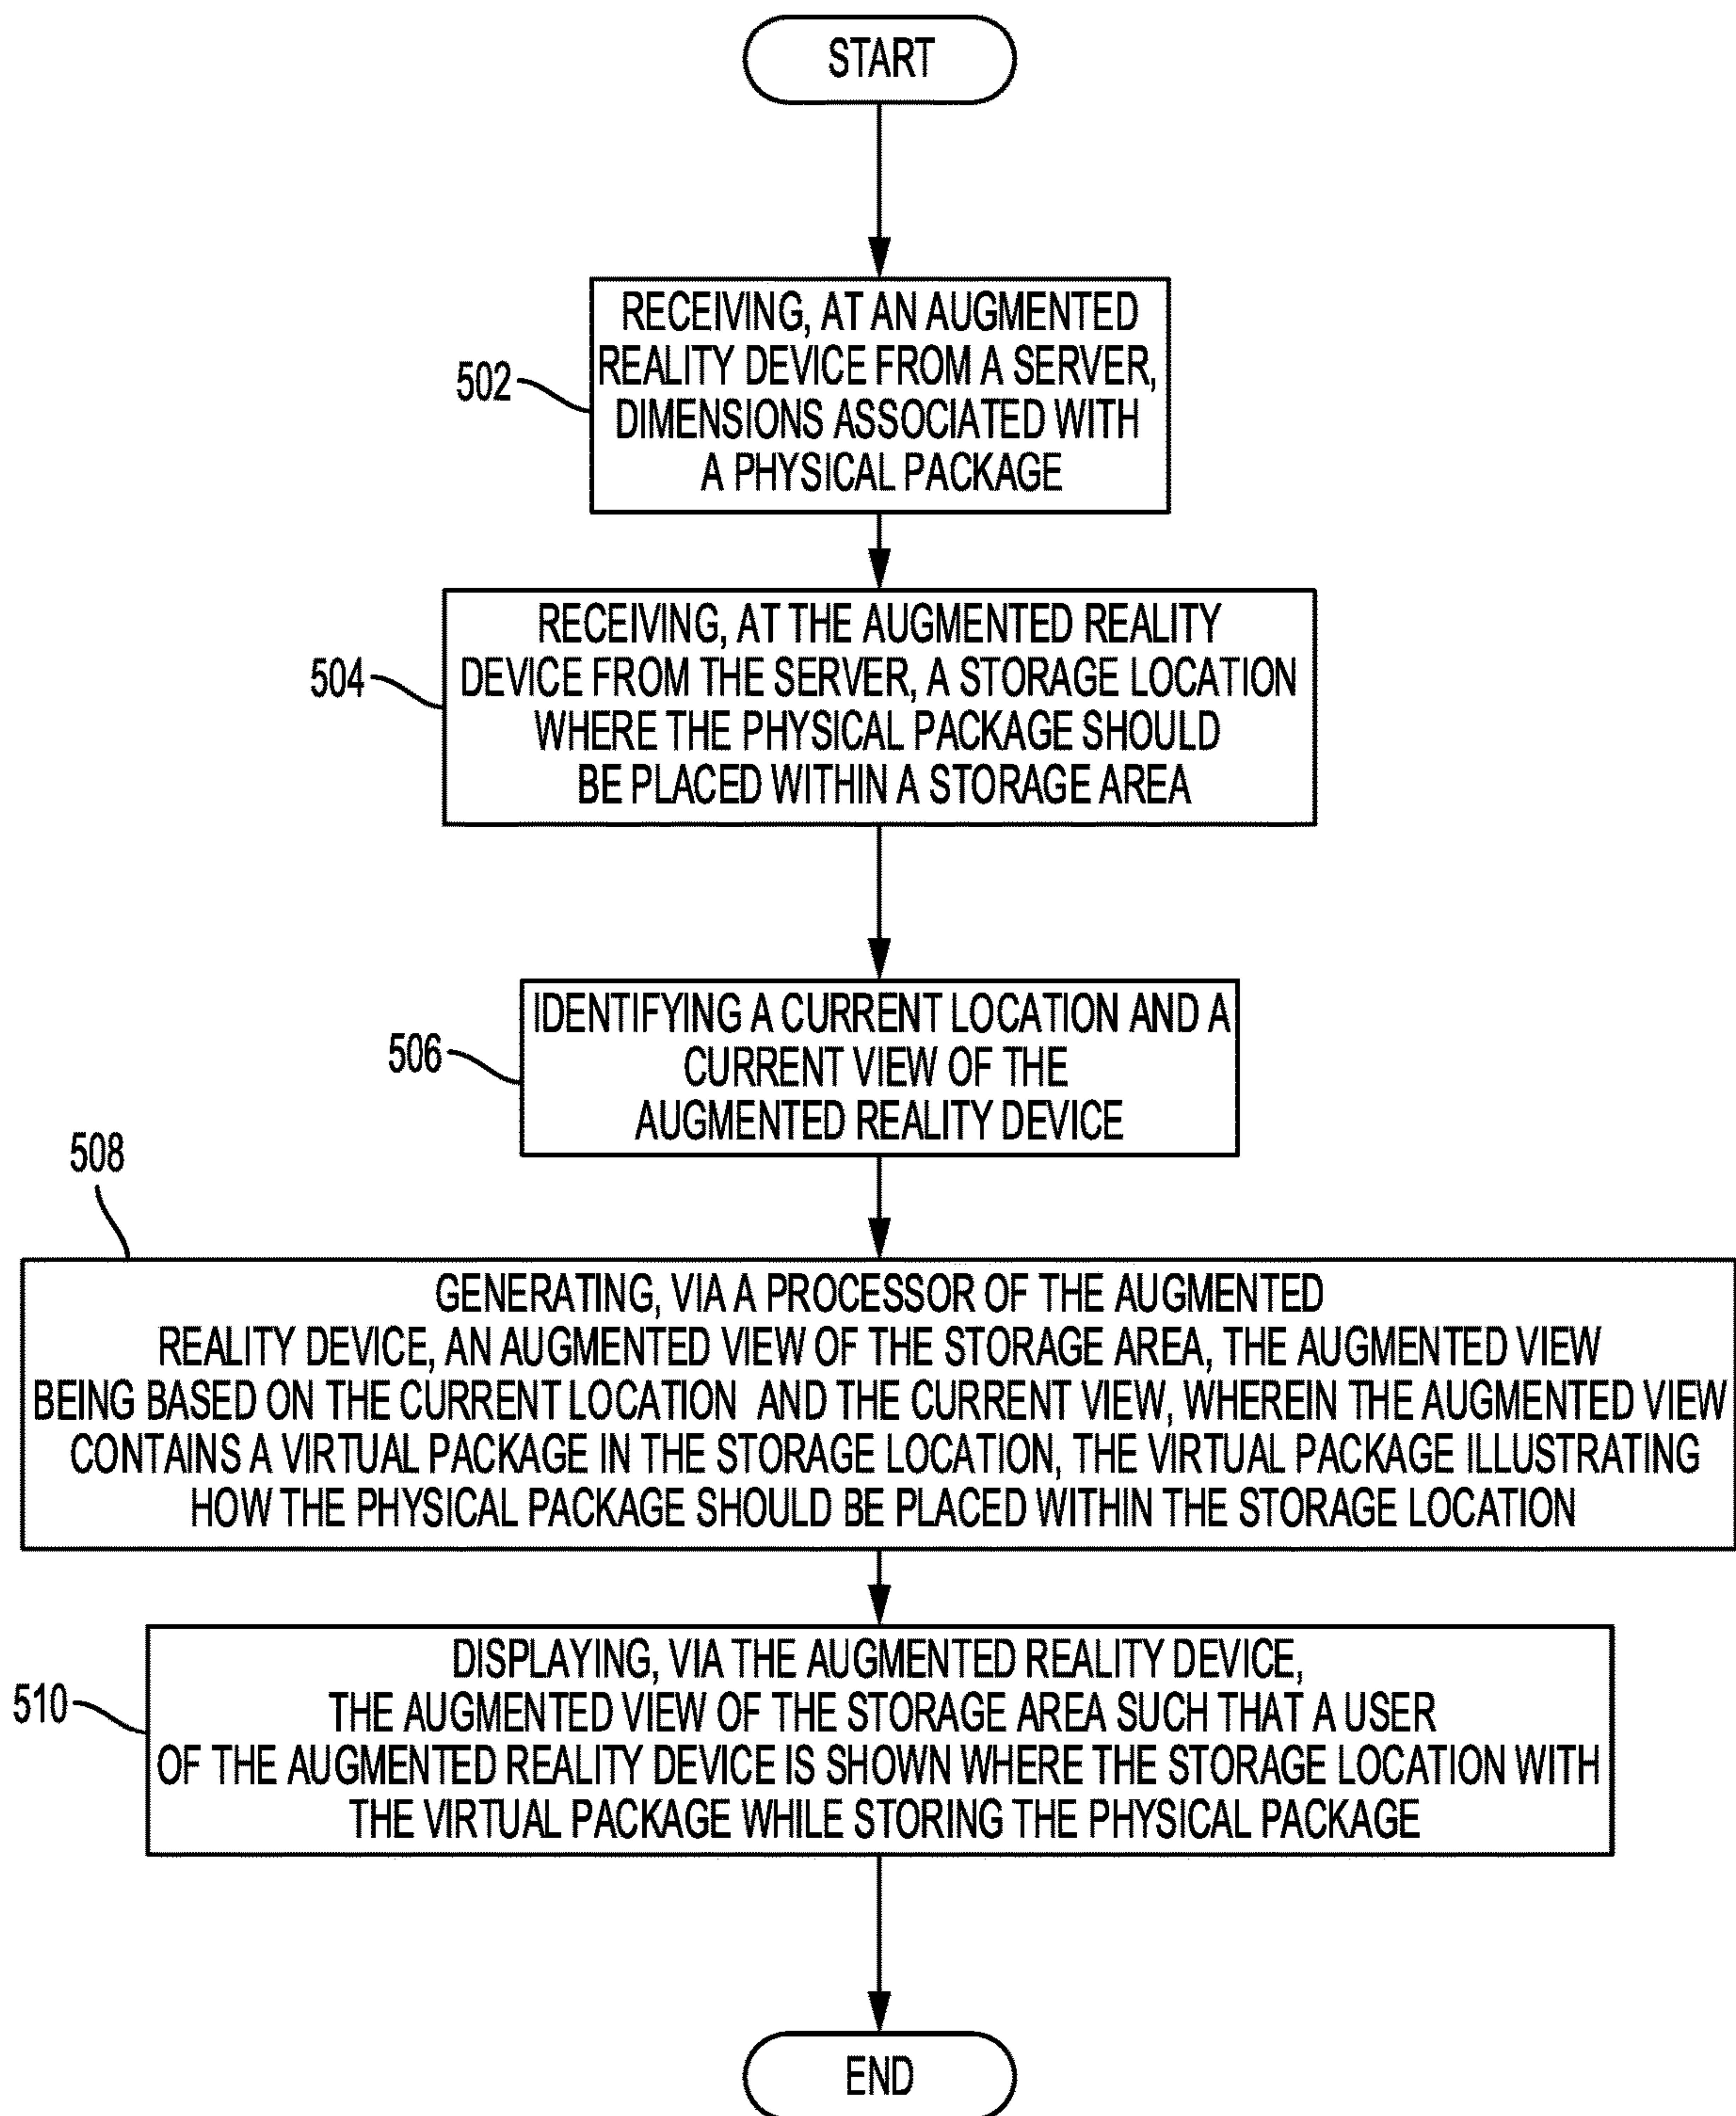 START
RECEIVING, AT AN AUGMENTED
REALITY DEVICE FROM A SERVER,
DIMENSIONS ASSOCIATED WITH
A PHYSICAL PACKAGE
502
RECEIVING, AT THE AUGMENTED REALITY
DEVICE FROM THE SERVER, A STORAGE LOCATION
WHERE THE PHYSICAL PACKAGE SHOULD
BE PLACED WITHIN A STORAGE AREA
504
IDENTIFYING A CURRENT LOCATION AND A
CURRENT VIEW OF THE
AUGMENTED REALITY DEVICE
506
508
GENERATING, VIA A PROCESSOR OF THE AUGMENTED
REALITY DEVICE, AN AUGMENTED VIEW OF THE STORAGE AREA, THE AUGMENTED VIEW
BEING BASED ON THE CURRENT LOCATION AND THE CURRENT VIEW, WHEREIN THE AUGMENTED VIEW
CONTAINS A VIRTUAL PACKAGE IN THE STORAGE LOCATION, THE VIRTUAL PACKAGE ILLUSTRATING
HOW THE PHYSICAL PACKAGE SHOULD BE PLACED WITHIN THE STORAGE LOCATION
DISPLAYING, VIA THE AUGMENTED REALITY DEVICE,
THE AUGMENTED VIEW OF THE STORAGE AREA SUCH THAT A USER
OF THE AUGMENTED REALITY DEVICE IS SHOWN WHERE THE STORAGE LOCATION WITH
THE VIRTUAL PACKAGE WHILE STORING THE PHYSICAL PACKAGE
510
END